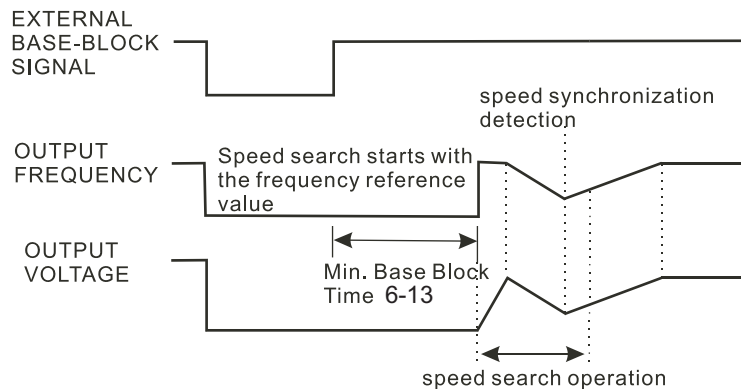 EXTERNAL
BASE-BLOCK
SIGNAL
speed synchronization
detection
OUTPUT
FREQUENCY
Speed search starts with
the frequency reference
value
OUTPUT
VOLTAGE
Min. Base Block
Time 6-13
speed search operation